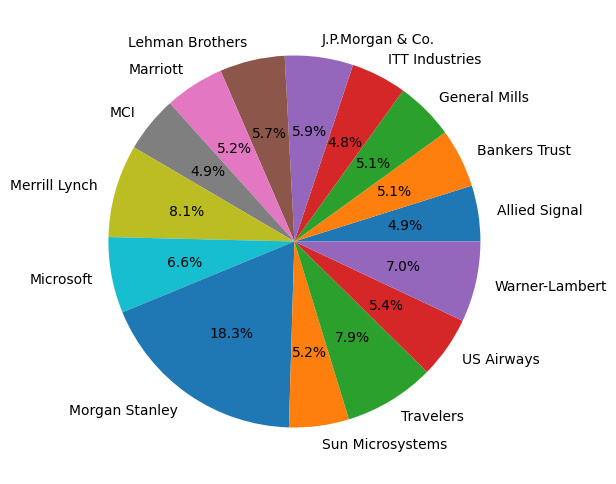 J.P.Morgan & Co.
Lehman Brothers
ITT Industries
Marriott
General Mills
MCI
Bankers Trust
Merrill Lynch
Allied Signal
Microsoft
Warner-Lambert
US Airways
Morgan Stanley
Travelers
Sun Microsystems
5.9%
5.7%
4.8%
5.2%
5.1%
4.9%
5.1%
8.1%
4.9%
6.6%
7.0%
5.4%
18.3%
7.9%
5.2%